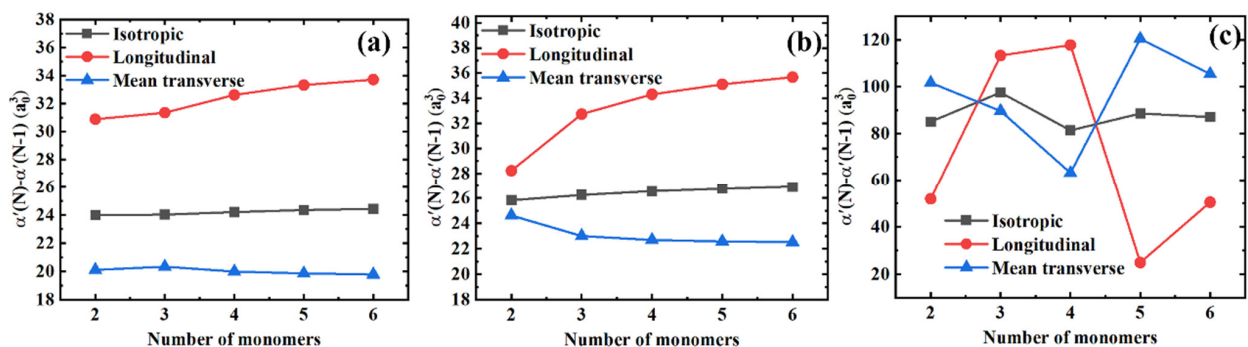 (a)
Isotropic
Longitudinal
Mean transverse
α′(N)-α′(N-1) (a₀³)
38
36
34
32
30
28
26
24
22
20
18
2 3 4 5 6
Number of monomers
(b)
Isotropic
Longitudinal
Mean transverse
α′(N)-α′(N-1) (a₀³)
40
38
36
34
32
30
28
26
24
22
20
18
2 3 4 5 6
Number of monomers
(c)
Isotropic
Longitudinal
Mean transverse
α′(N)-α′(N-1) (a₀³)
120
100
80
60
40
20
2 3 4 5 6
Number of monomers